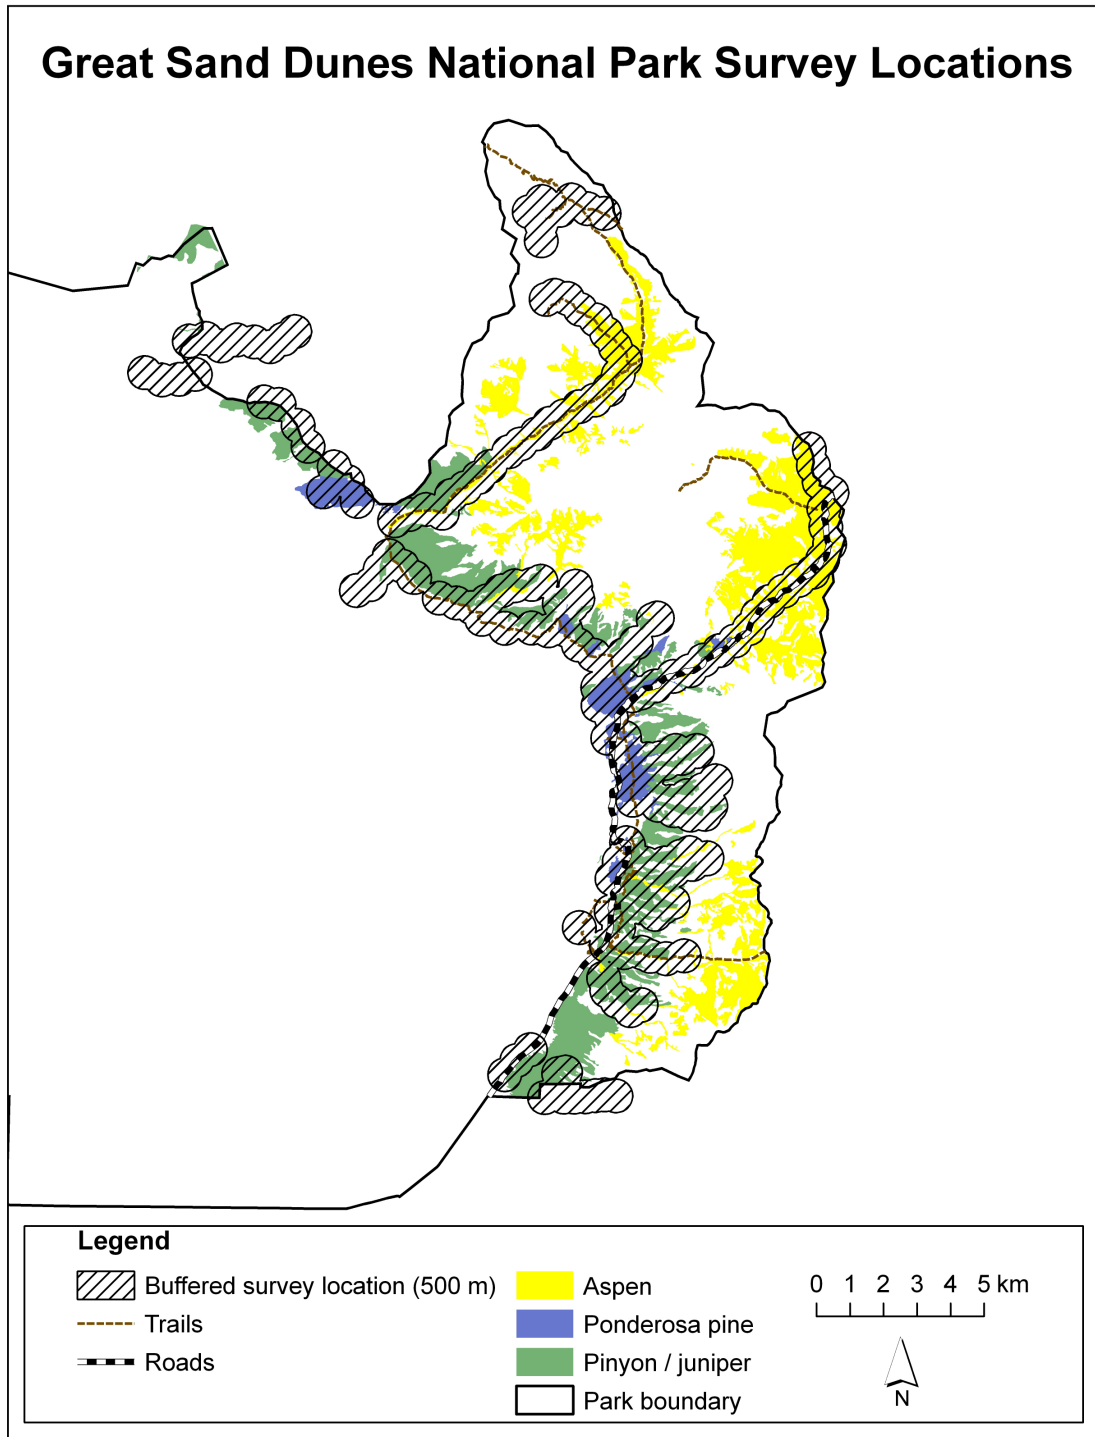 Great Sand Dunes National Park Survey Locations
Legend
Buffered survey location (500 m)
Trails
Roads
Aspen
Ponderosa pine
Pinyon / juniper
Park boundary
0 1 2 3 4 5 km
N